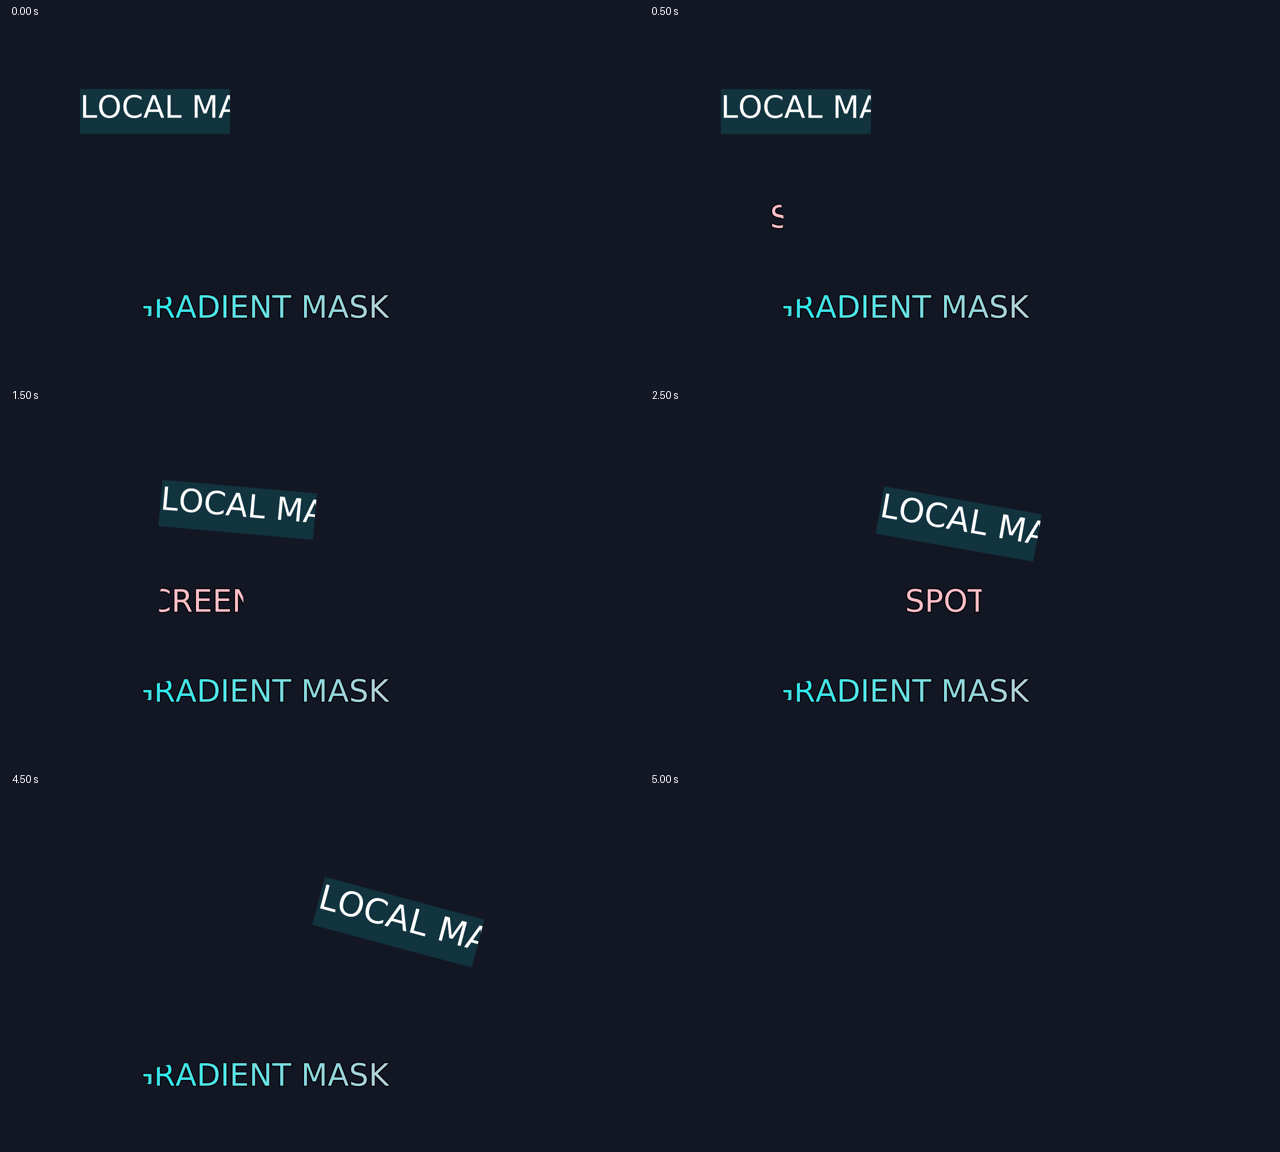 0.00 s
0.50 s
LOCAL MA
LOCAL MA
S
RADIENT MASK
RADIENT MASK
1.50 s
2.50 s
LOCAL MA
LOCAL MA
CREEN
SPOT
RADIENT MASK
RADIENT MASK
4.50 s
5.00 s
LOCAL MA
RADIENT MASK